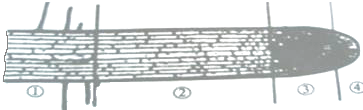 ① ② ③ ④